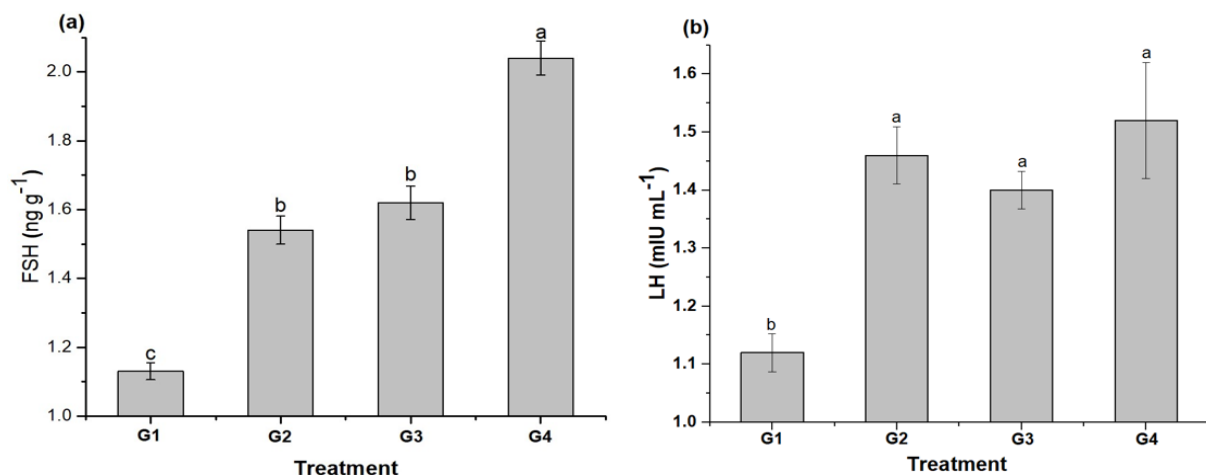 (a)
FSH (ng g⁻¹)
2.0
1.8
1.6
1.4
1.2
1.0
c
b
b
a
G1 G2 G3 G4
Treatment
(b)
LH (mIU mL⁻¹)
1.6
1.5
1.4
1.3
1.2
1.1
1.0
b
a
a
a
G1 G2 G3 G4
Treatment